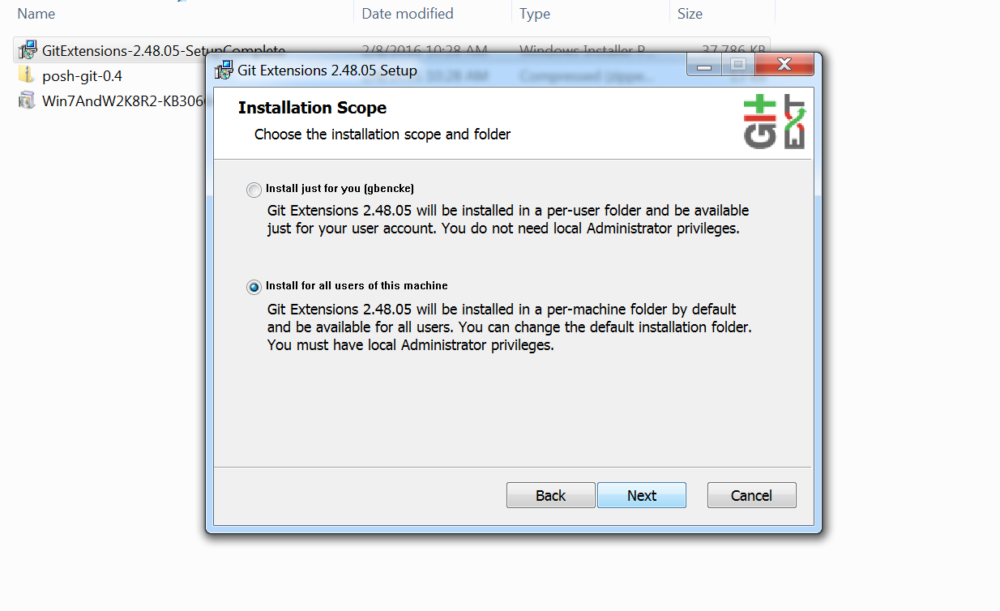 Name Date modified Type Size
GitExtensions-2.48.05-SetupComplete 2/8/2016 10:28 AM Windows Installer P... 37,786 KB
posh-git-0.4 10:28 AM Compressed (zippe...
Win7AndW2K8R2-KB306
Git Extensions 2.48.05 Setup
Installation Scope
Choose the installation scope and folder
Git
Ext
Install just for you (gbencke)
Git Extensions 2.48.05 will be installed in a per-user folder and be available
just for your user account. You do not need local Administrator privileges.
Install for all users of this machine
Git Extensions 2.48.05 will be installed in a per-machine folder by default
and be available for all users. You can change the default installation folder.
You must have local Administrator privileges.
Back Next Cancel